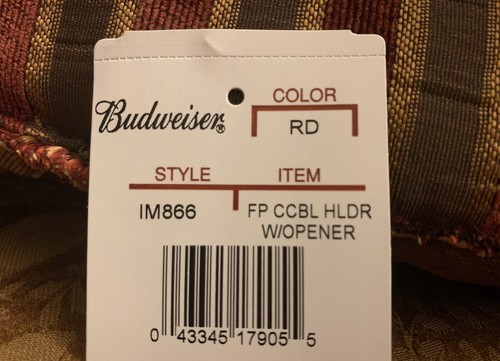 Budweiser®
COLOR
RD
STYLE
ITEM
IM866
FP CCBL HLDR
W/OPENER
0 43345 17905 5